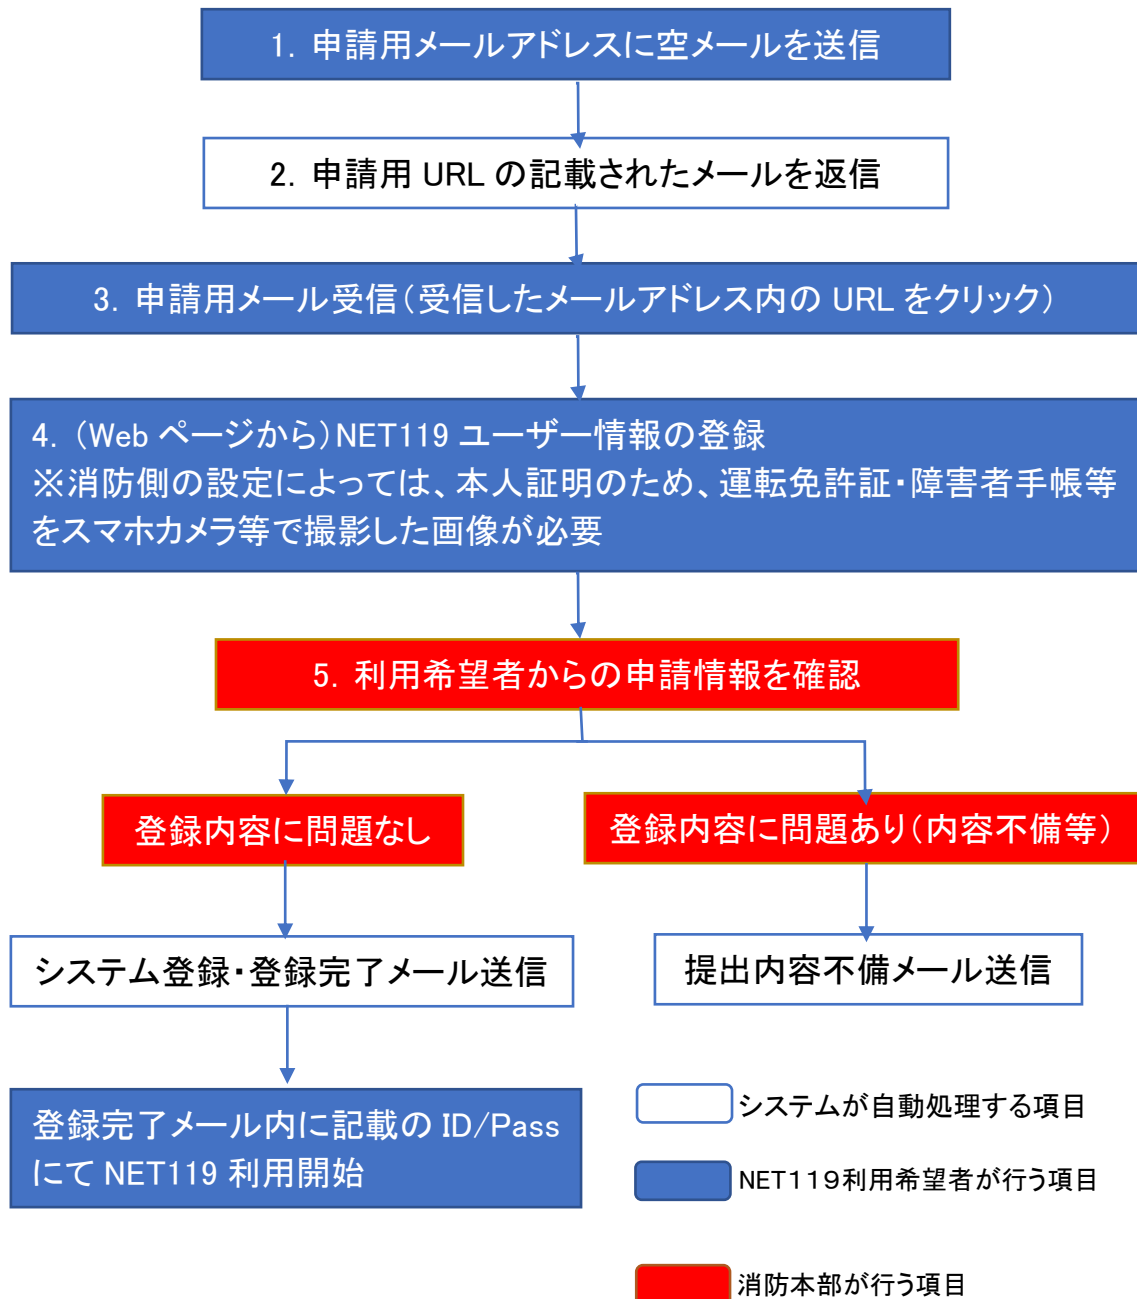 1. 申請用メールアドレスに空メールを送信
2. 申請用 URL の記載されたメールを返信
3. 申請用メール受信（受信したメールアドレス内の URL をクリック）
4. （Web ページから）NET119 ユーザー情報の登録
※消防側の設定によっては、本人証明のため、運転免許証・障害者手帳等
をスマホカメラ等で撮影した画像が必要
5. 利用希望者からの申請情報を確認
登録内容に問題なし
登録内容に問題あり（内容不備等）
システム登録・登録完了メール送信
提出内容不備メール送信
登録完了メール内に記載の ID/Pass
にて NET119 利用開始
システムが自動処理する項目
NET１１９利用希望者が行う項目
消防本部が行う項目